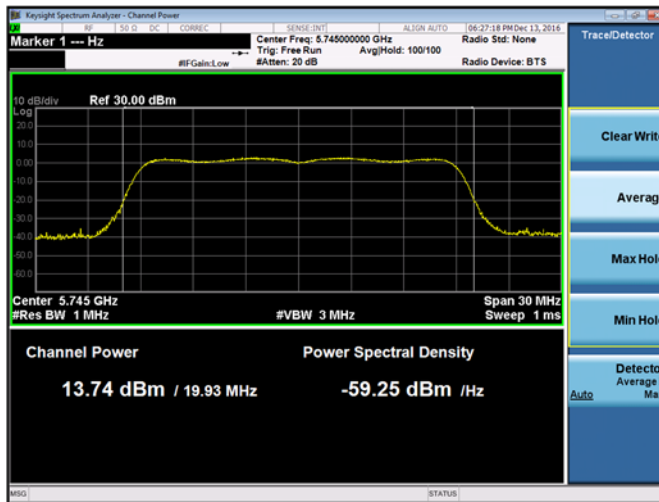 Keysight Spectrum Analyzer - Channel Power
RF 50 Ω DC CORREC SENSE:INT ALIGN AUTO 06:27:18 PM Dec 13, 2016
Marker 1 --- Hz
Center Freq: 5.745000000 GHz
Radio Std: None
Trig: Free Run Avg|Hold: 100/100
#IFGain:Low
#Atten: 20 dB
Radio Device: BTS
10 dB/div Ref 30.00 dBm
Log
20.0
10.0
0.00
-10.0
-20.0
-30.0
-40.0
-50.0
-60.0
Center 5.745 GHz Span 30 MHz
#Res BW 1 MHz #VBW 3 MHz Sweep 1 ms
Channel Power Power Spectral Density
13.74 dBm / 19.93 MHz -59.25 dBm /Hz
MSG STATUS
Trace/Detector
Clear Write
Averag
Max Hol
Min Hol
Detecto
Average
Auto Ma